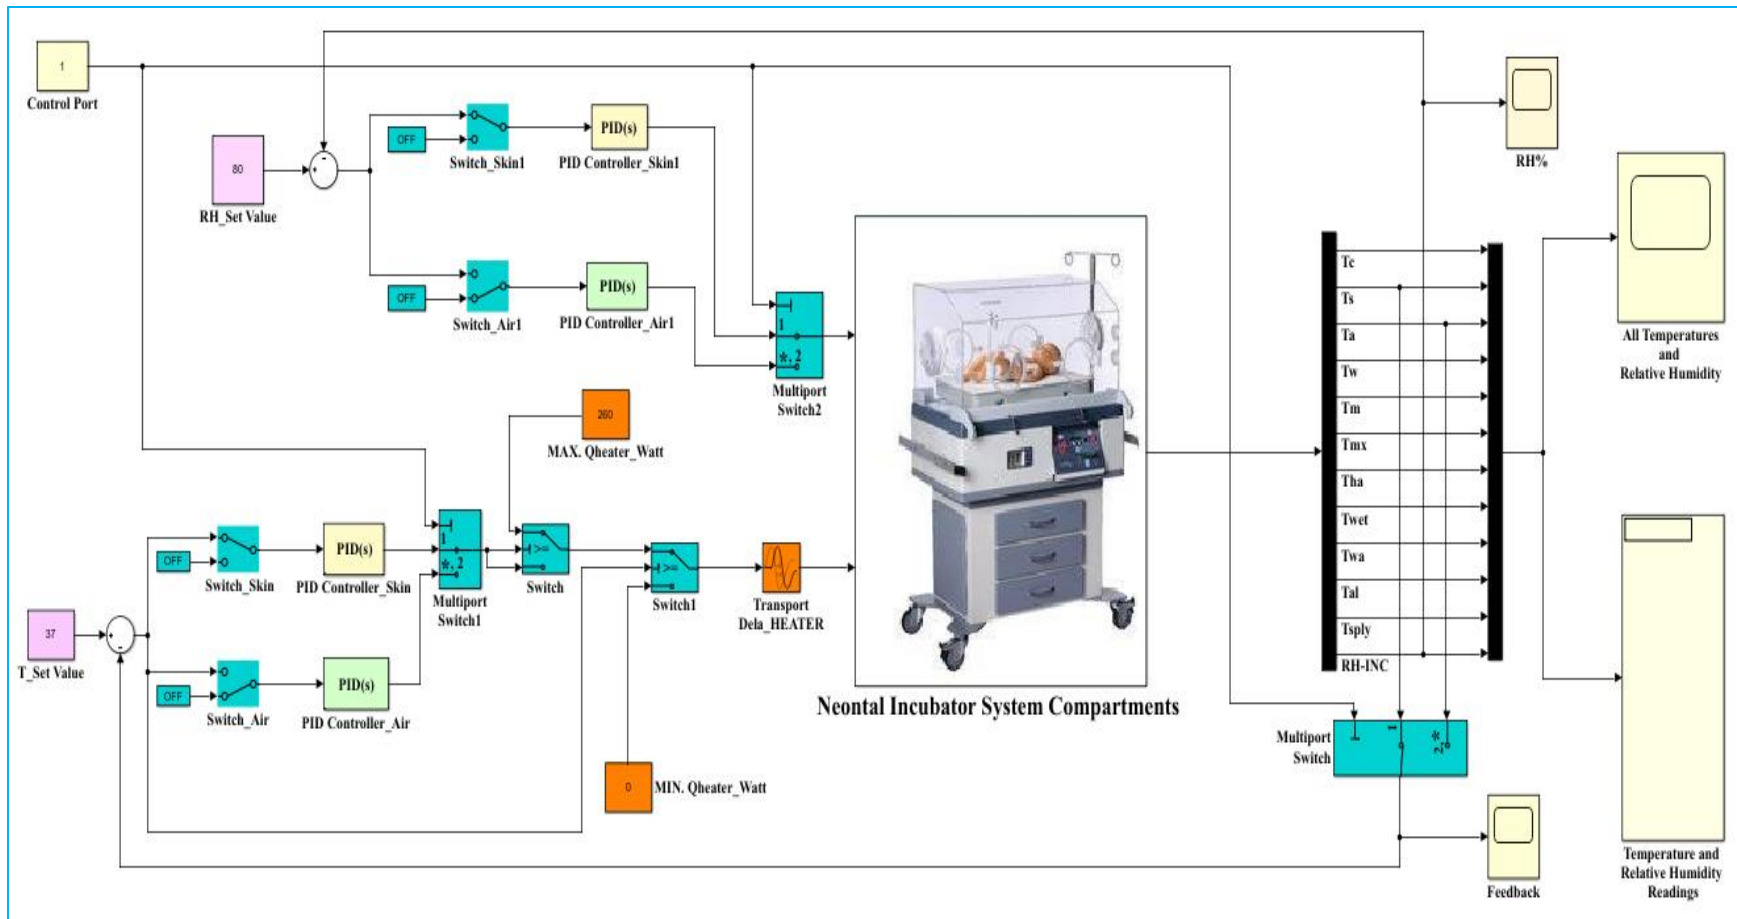 1
Control Port
OFF
Switch_Skin1
PID(s)
PID Controller_Skin1
80
RH_Set Value
OFF
Switch_Air1
PID(s)
PID Controller_Air1
1
*, 2
Multiport
Switch2
260
MAX. Qheater_Watt
OFF
Switch_Skin
PID(s)
PID Controller_Skin
1
*, 2
Multiport
Switch1
>=
Switch
>=
Switch1
Transport
Dela_HEATER
37
T_Set Value
OFF
Switch_Air
PID(s)
PID Controller_Air
0
MIN. Qheater_Watt
Neontal Incubator System Compartments
Tc
Ts
Ta
Tw
Tm
Tmx
Tha
Twet
Twa
Tal
Tsply
RH-INC
Multiport
Switch
1
2,*
RH%
All Temperatures
and
Relative Humidity
Temperature and
Relative Humidity
Readings
Feedback